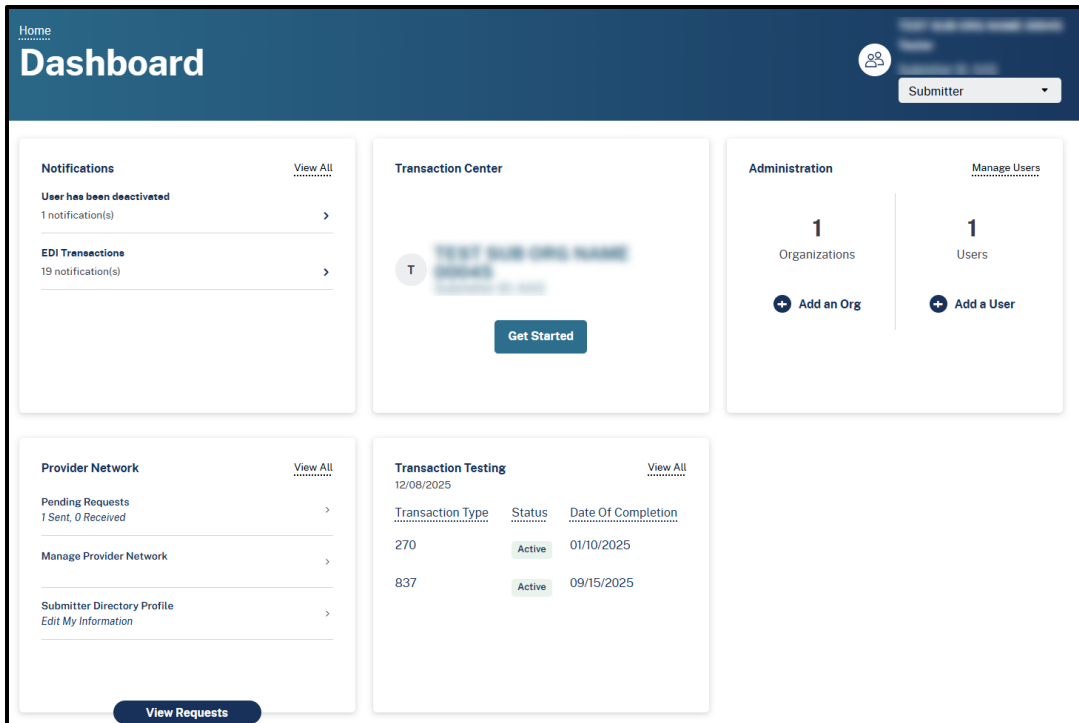 Home
Dashboard
Submitter
Notifications
View All
User has been deactivated
1 notification(s)
EDI Transactions
19 notification(s)
Transaction Center
T
Get Started
Administration
Manage Users
1
Organizations
Add an Org
1
Users
Add a User
Provider Network
View All
Pending Requests
1 Sent, 0 Received
Manage Provider Network
Submitter Directory Profile
Edit My Information
View Requests
Transaction Testing
View All
12/08/2025
Transaction Type Status Date Of Completion
270 Active 01/10/2025
837 Active 09/15/2025